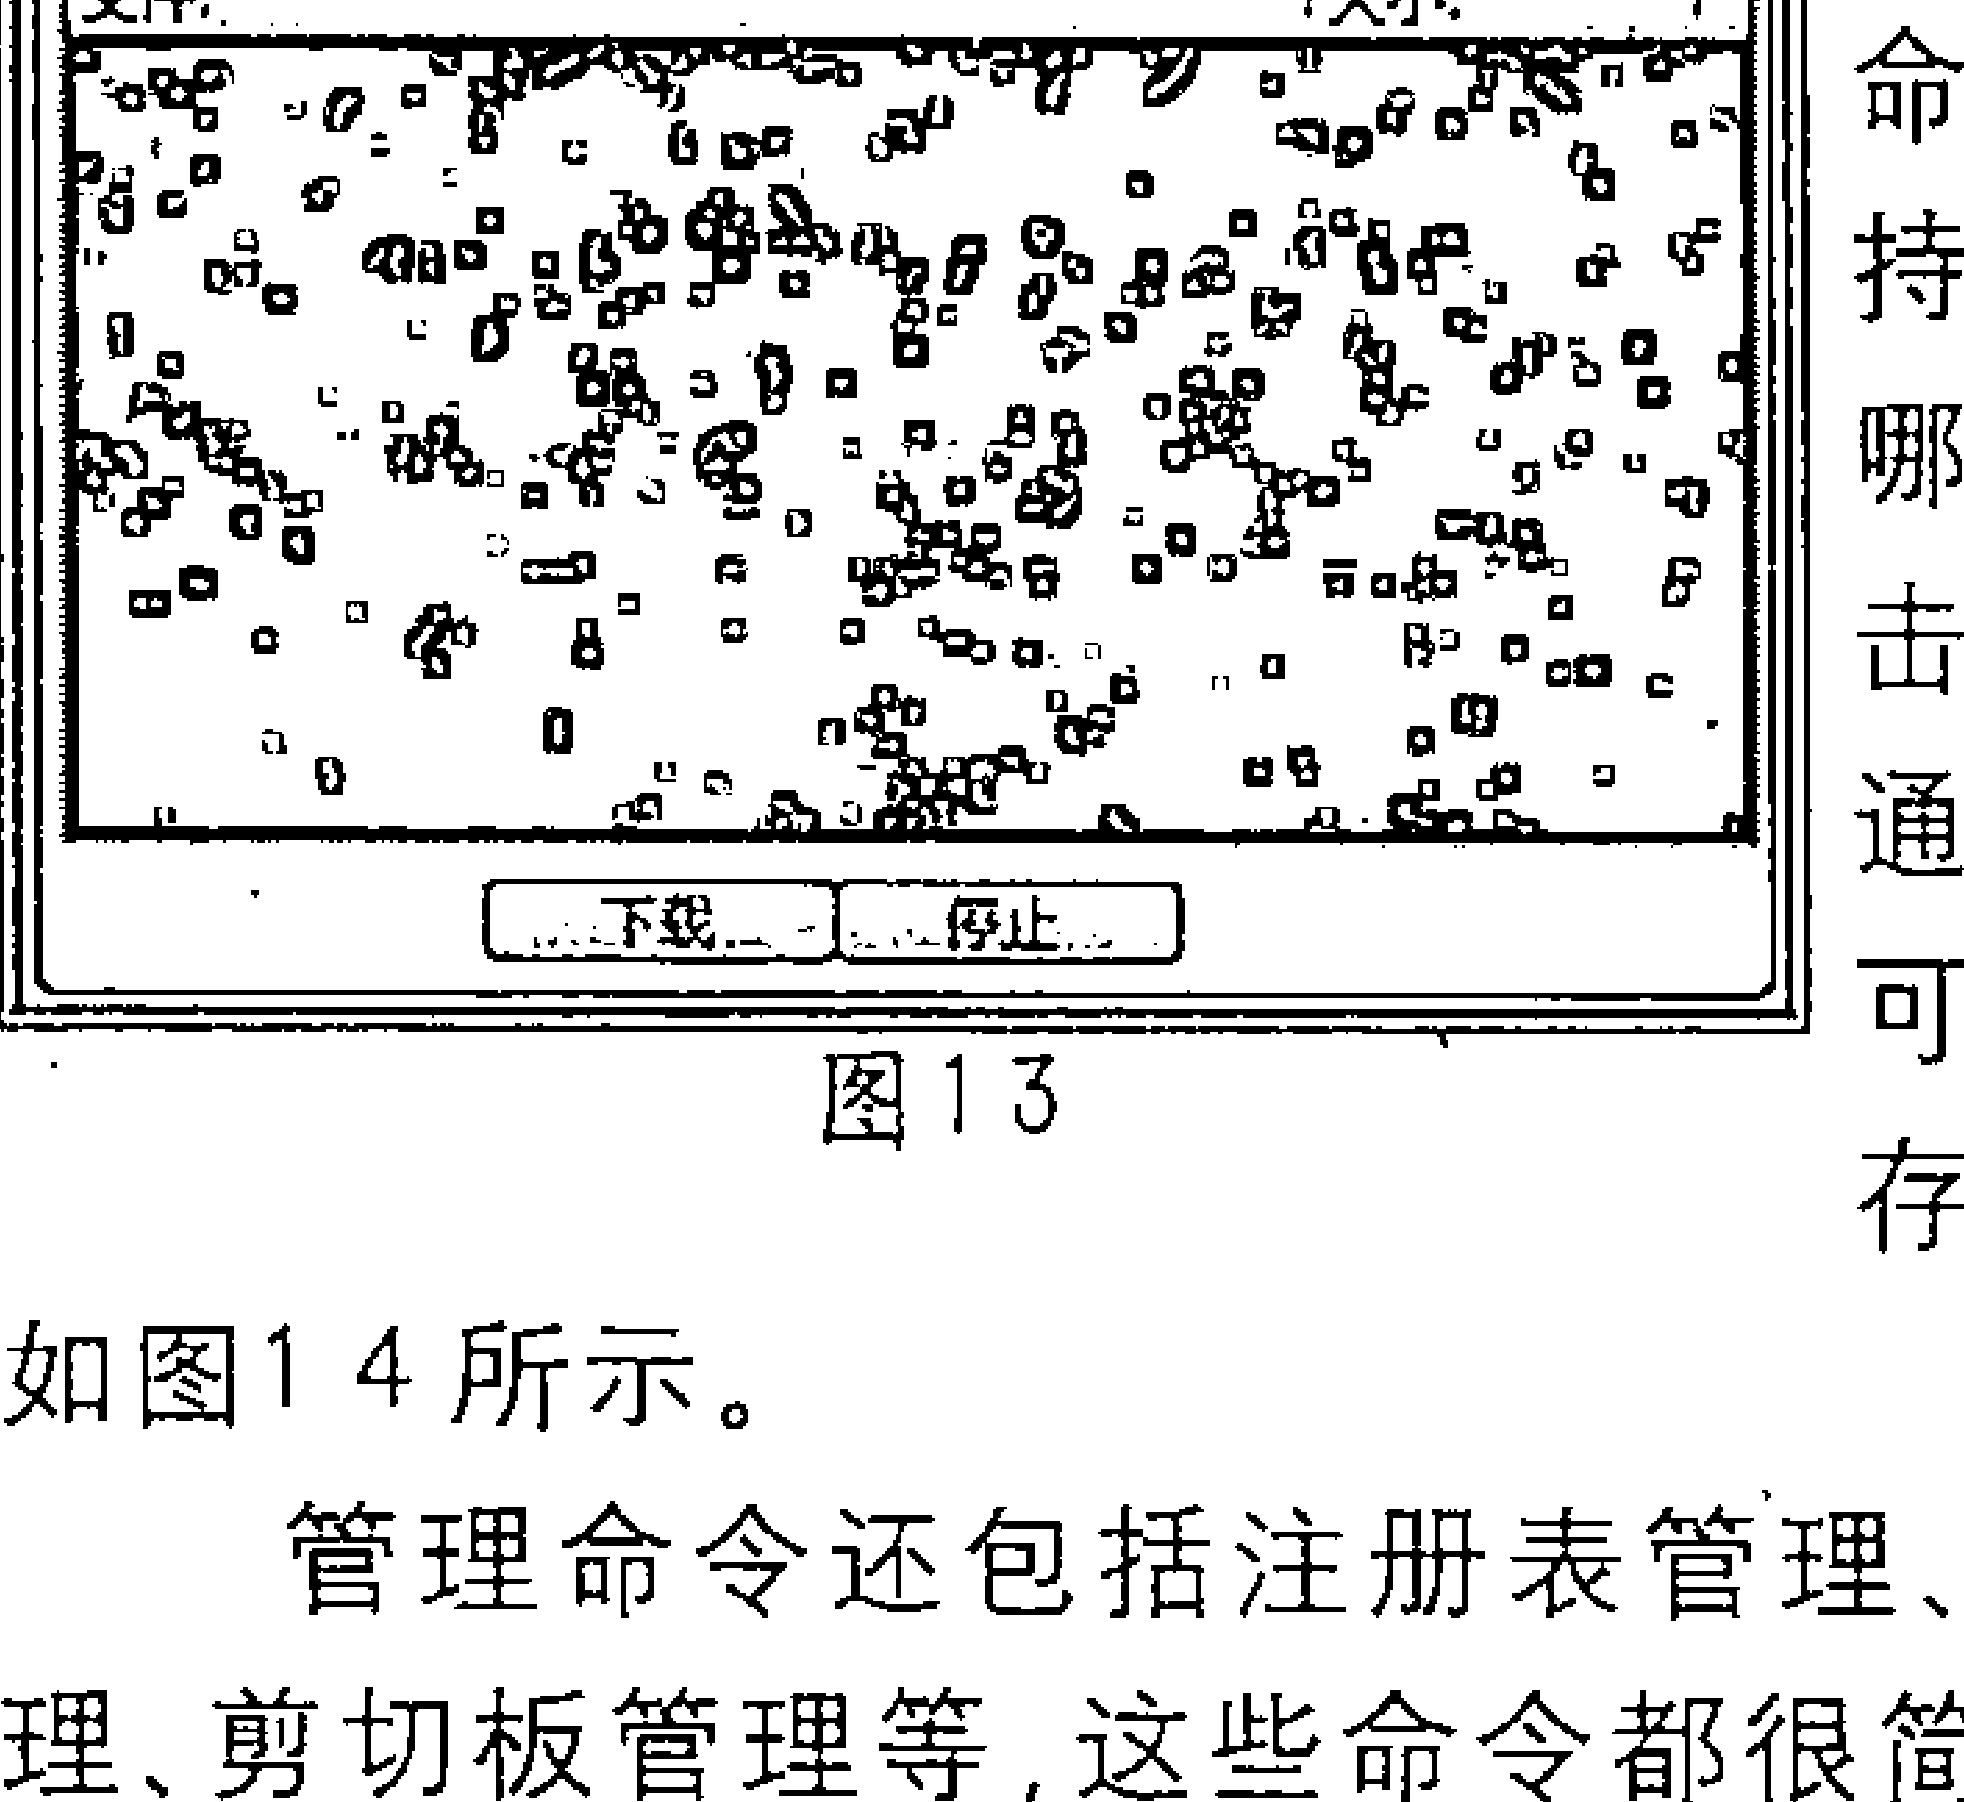 命
持
哪
击
通
下载 停止
可
图13
存
如图14所示。
管理命令还包括注册表管理、
理、剪切板管理等,这些命令都很简